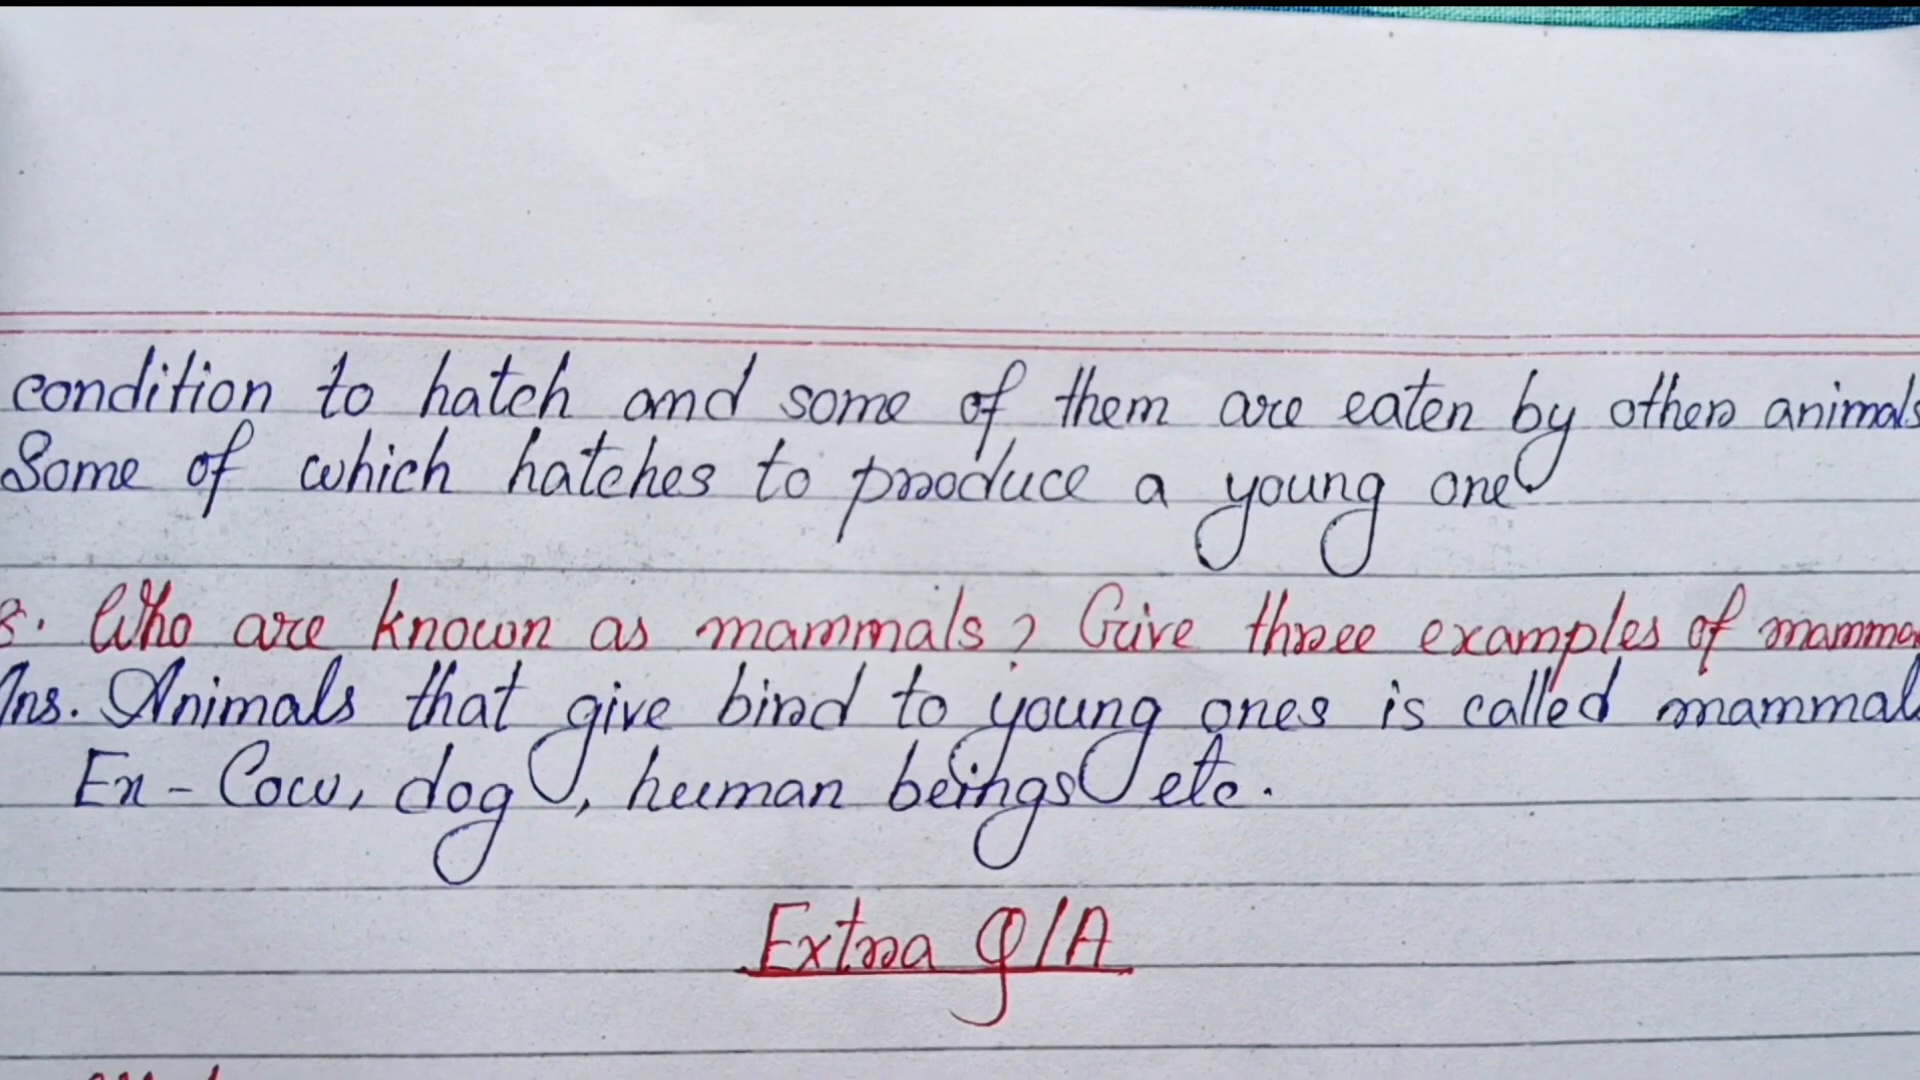 condition to hatch and some of them are eaten by others animals
Some of which hatches to produce a young one.
8. Who are known as mammals? Give three examples of mamma
Ans. Animals that give bird to young ones is called mammal
Ex - Cow, dog, human beings etc.
Extra Q/A